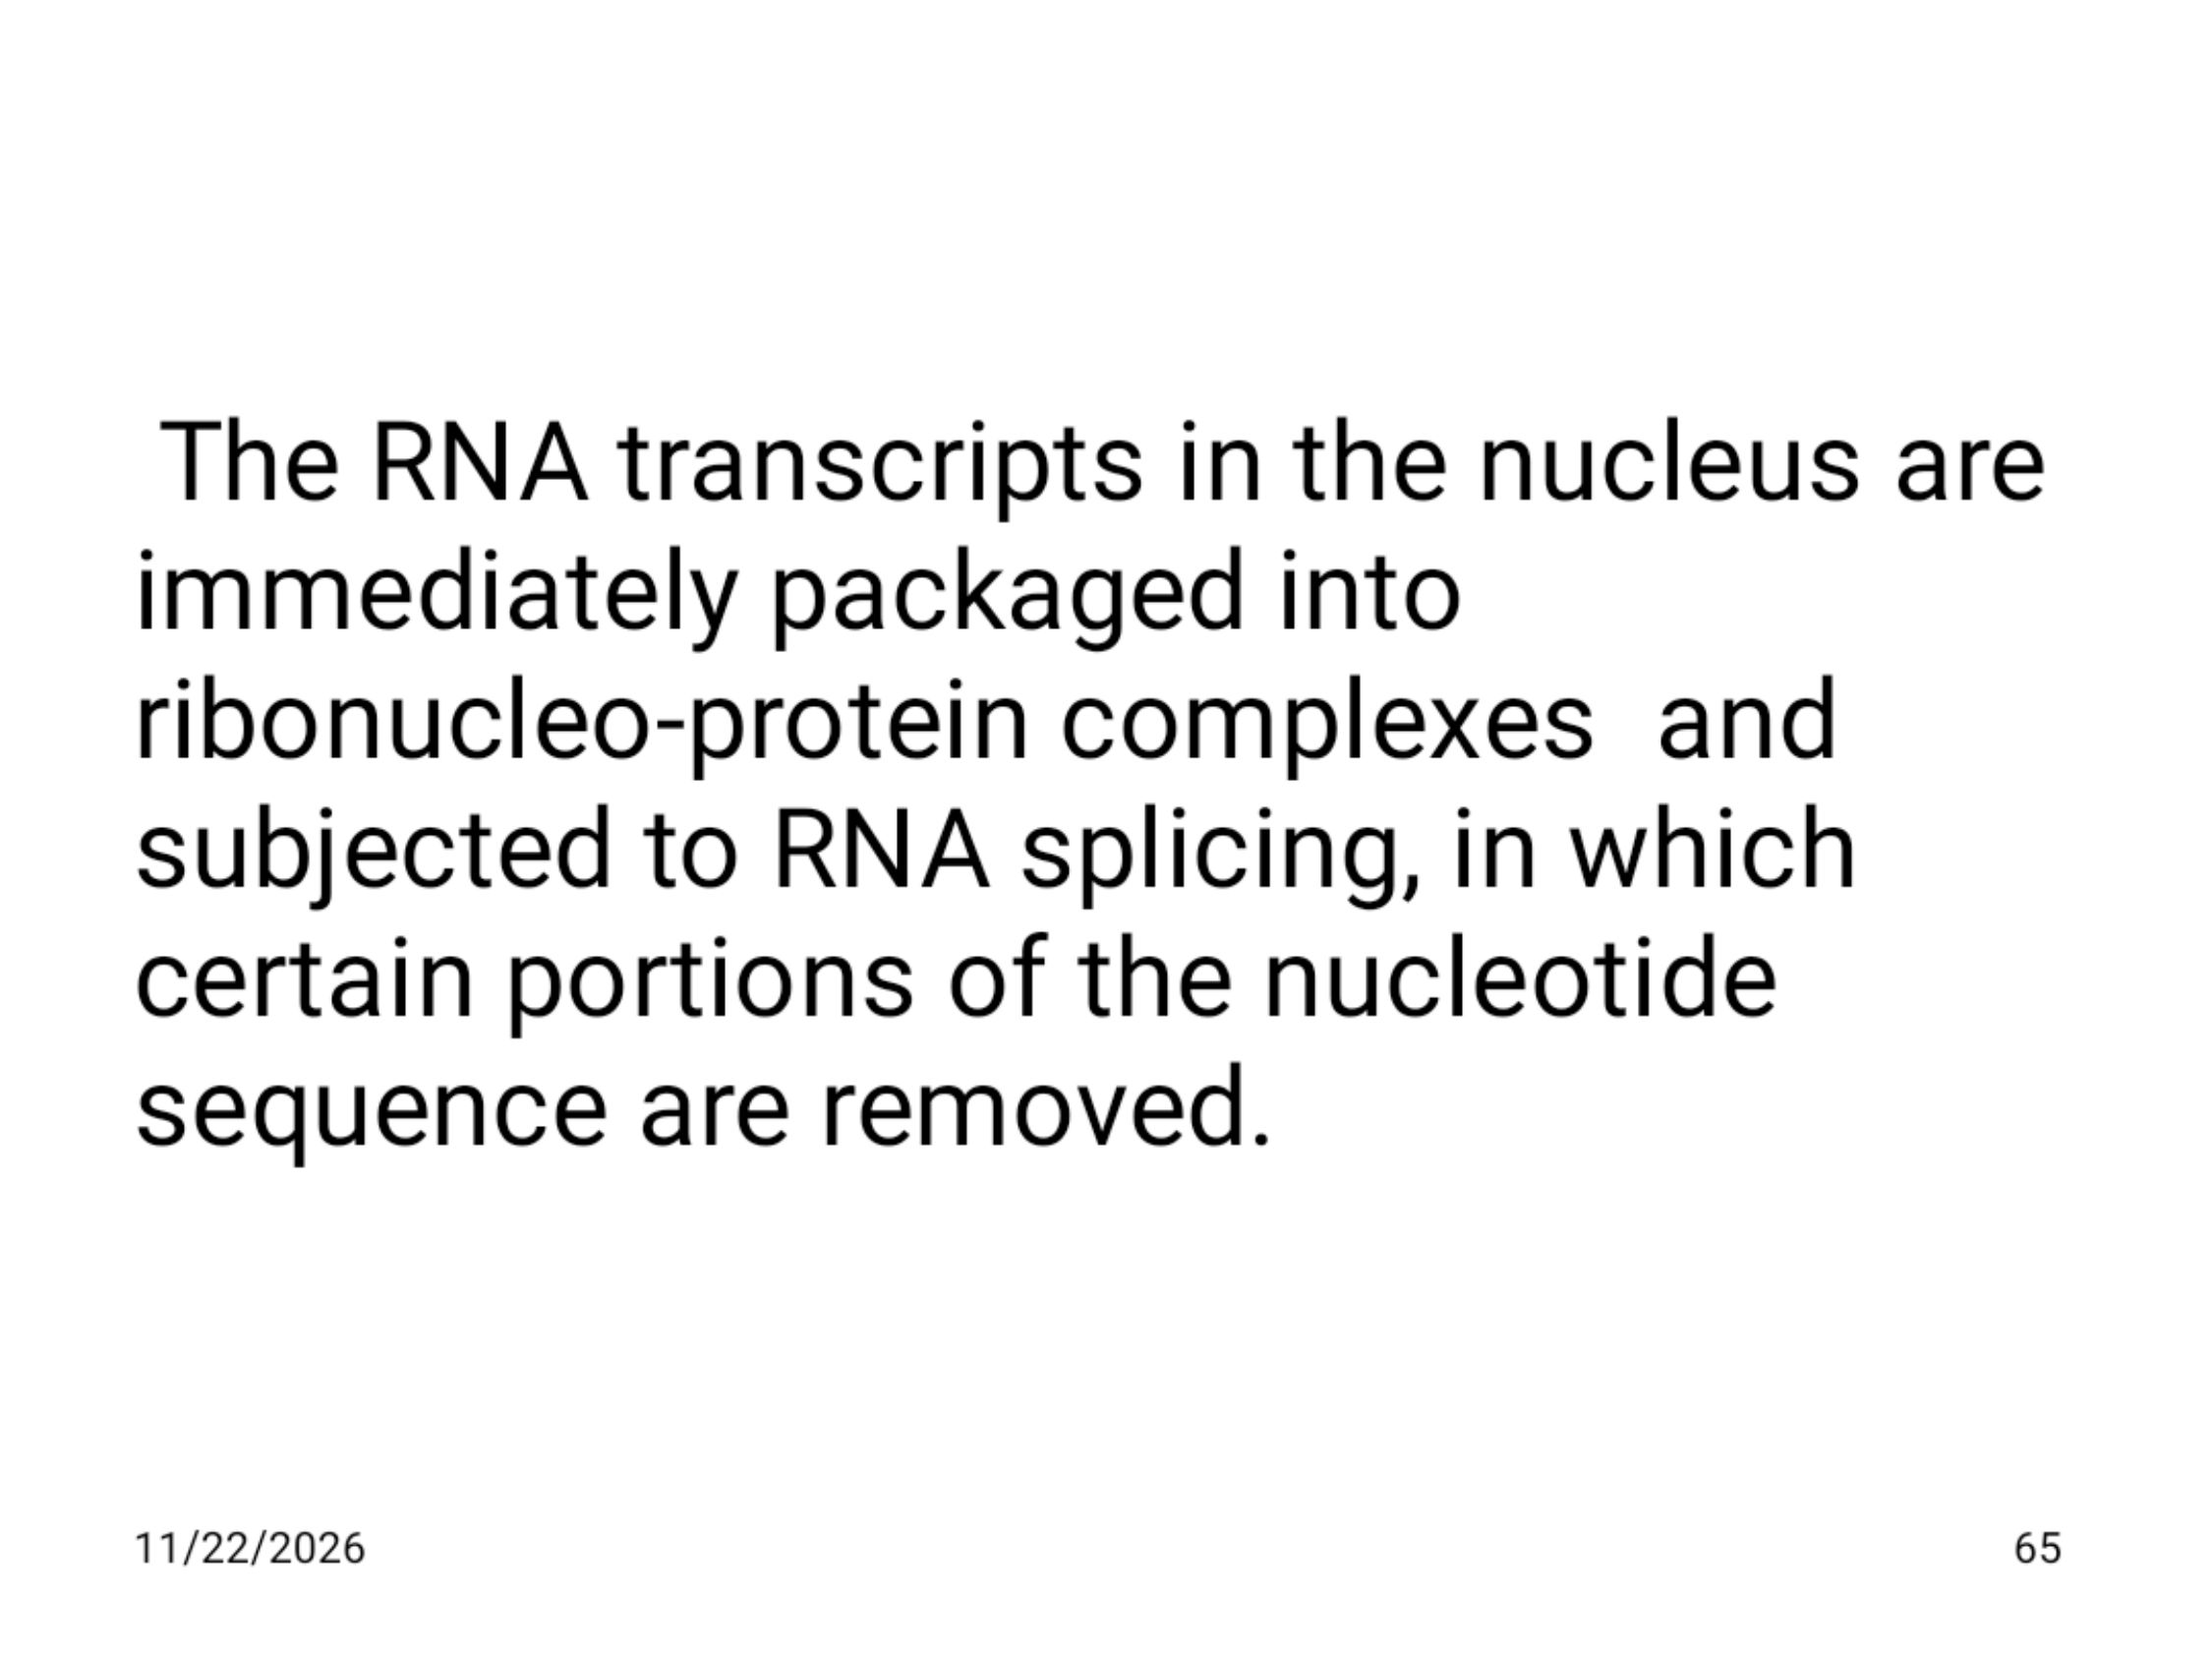 The RNA transcripts in the nucleus are
immediately packaged into
ribonucleo-protein complexes  and
subjected to RNA splicing, in which
certain portions of the nucleotide
sequence are removed.
11/22/2026
65